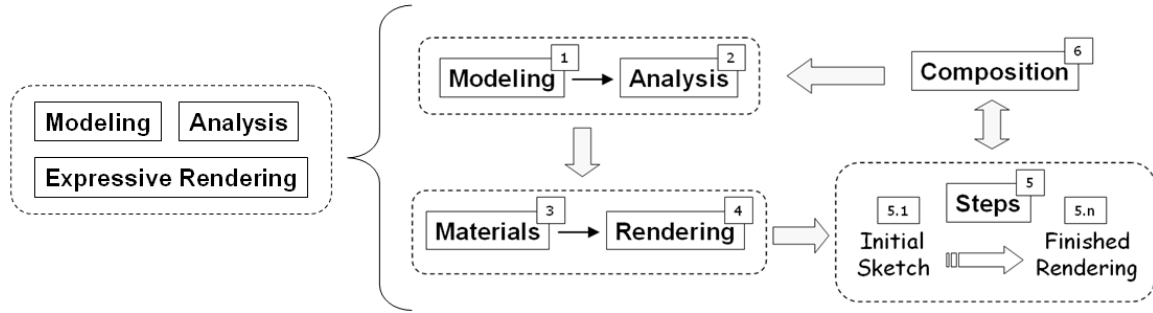 Modeling
Analysis
Expressive Rendering
1
Modeling
2
Analysis
3
Materials
4
Rendering
6
Composition
5
Steps
5.1
Initial
Sketch
5.n
Finished
Rendering